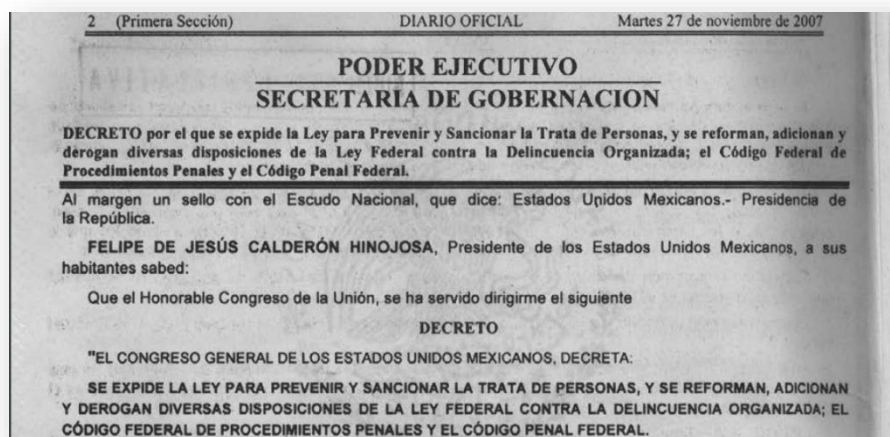 2 (Primera Sección) DIARIO OFICIAL Martes 27 de noviembre de 2007
PODER EJECUTIVO
SECRETARIA DE GOBERNACION
DECRETO por el que se expide la Ley para Prevenir y Sancionar la Trata de Personas, y se reforman, adicionan y
derogan diversas disposiciones de la Ley Federal contra la Delincuencia Organizada; el Código Federal de
Procedimientos Penales y el Código Penal Federal.
Al margen un sello con el Escudo Nacional, que dice: Estados Unidos Mexicanos.- Presidencia de
la República.
FELIPE DE JESÚS CALDERÓN HINOJOSA, Presidente de los Estados Unidos Mexicanos, a sus
habitantes sabed:
Que el Honorable Congreso de la Unión, se ha servido dirigirme el siguiente
DECRETO
"EL CONGRESO GENERAL DE LOS ESTADOS UNIDOS MEXICANOS, DECRETA:
SE EXPIDE LA LEY PARA PREVENIR Y SANCIONAR LA TRATA DE PERSONAS, Y SE REFORMAN, ADICIONAN
Y DEROGAN DIVERSAS DISPOSICIONES DE LA LEY FEDERAL CONTRA LA DELINCUENCIA ORGANIZADA; EL
CÓDIGO FEDERAL DE PROCEDIMIENTOS PENALES Y EL CÓDIGO PENAL FEDERAL.